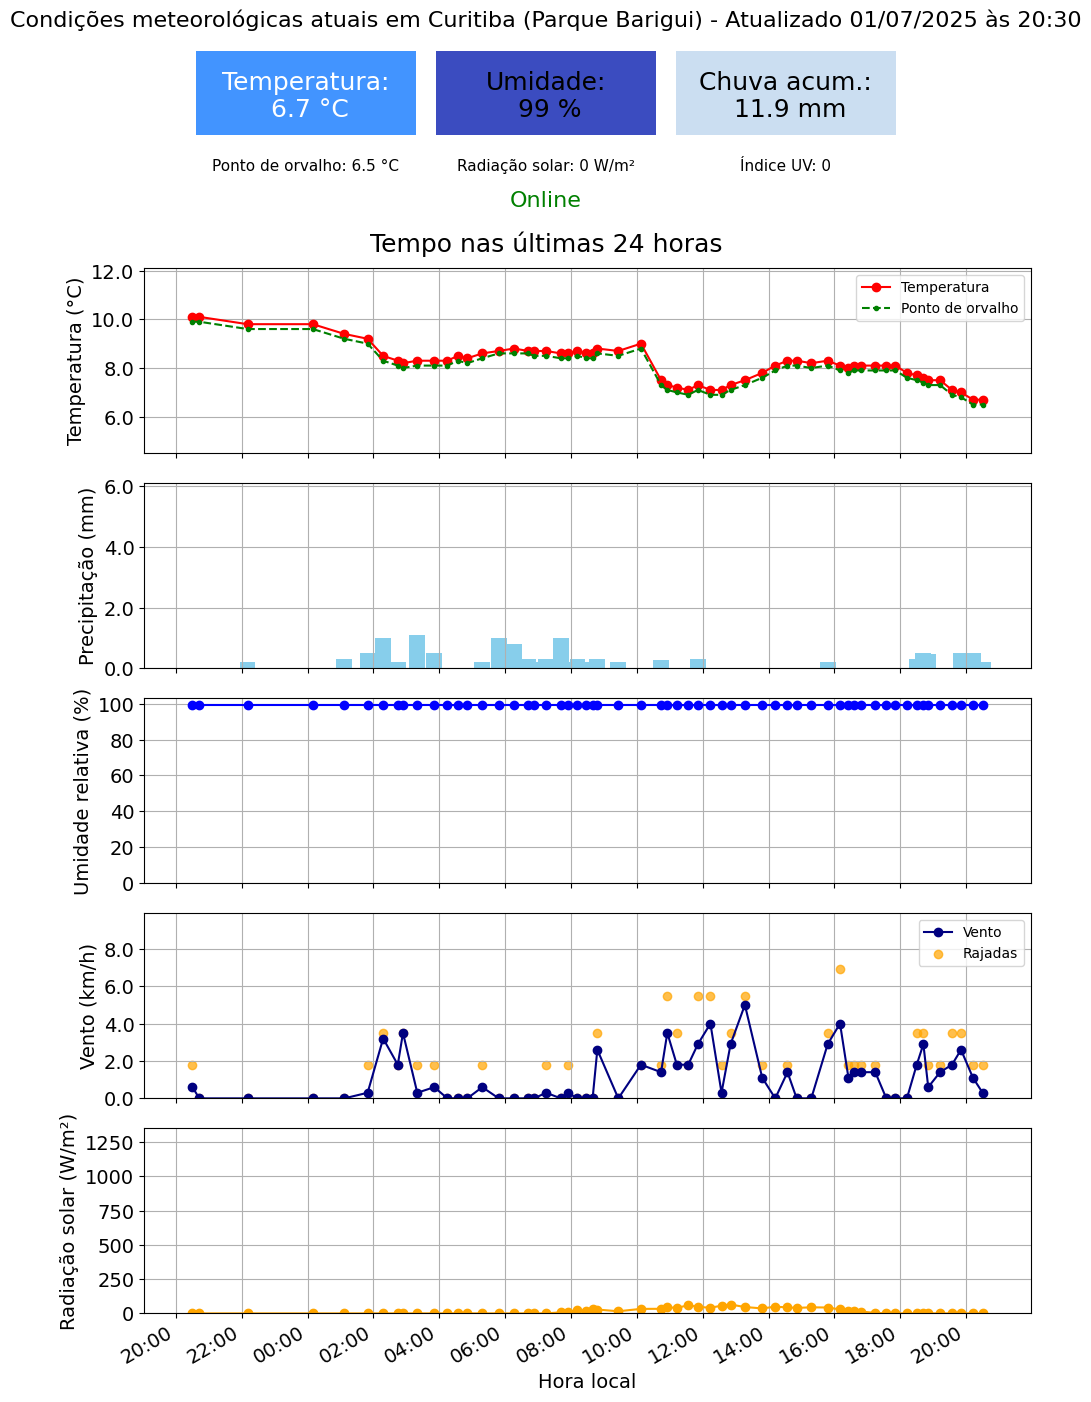 Condições meteorológicas atuais em Curitiba (Parque Barigui) - Atualizado 01/07/2025 às 20:30
Temperatura:
6.7 °C
Umidade:
99 %
Chuva acum.:
11.9 mm
Ponto de orvalho: 6.5 °C
Radiação solar: 0 W/m²
Índice UV: 0
Online
Tempo nas últimas 24 horas
Temperatura (°C)
12.0
10.0
8.0
6.0
Temperatura
Ponto de orvalho
Precipitação (mm)
6.0
4.0
2.0
0.0
Umidade relativa (%)
100
80
60
40
20
0
Vento (km/h)
8.0
6.0
4.0
2.0
0.0
Vento
Rajadas
Radiação solar (W/m²)
1250
1000
750
500
250
0
20:00
22:00
00:00
02:00
04:00
06:00
08:00
10:00
12:00
14:00
16:00
18:00
20:00
Hora local